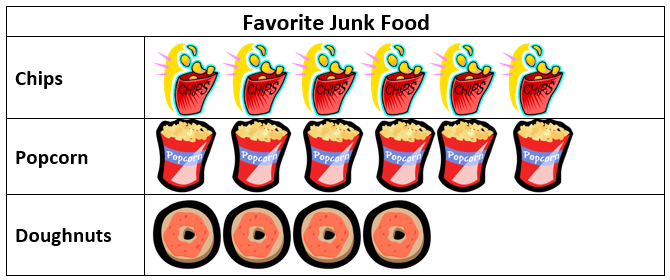 Favorite Junk Food
Chips
CHIPS CHIPS CHIPS CHIPS CHIPS CHIPS
Popcorn
Popcorn Popcorn Popcorn Popcorn Popcorn Popcorn
Doughnuts